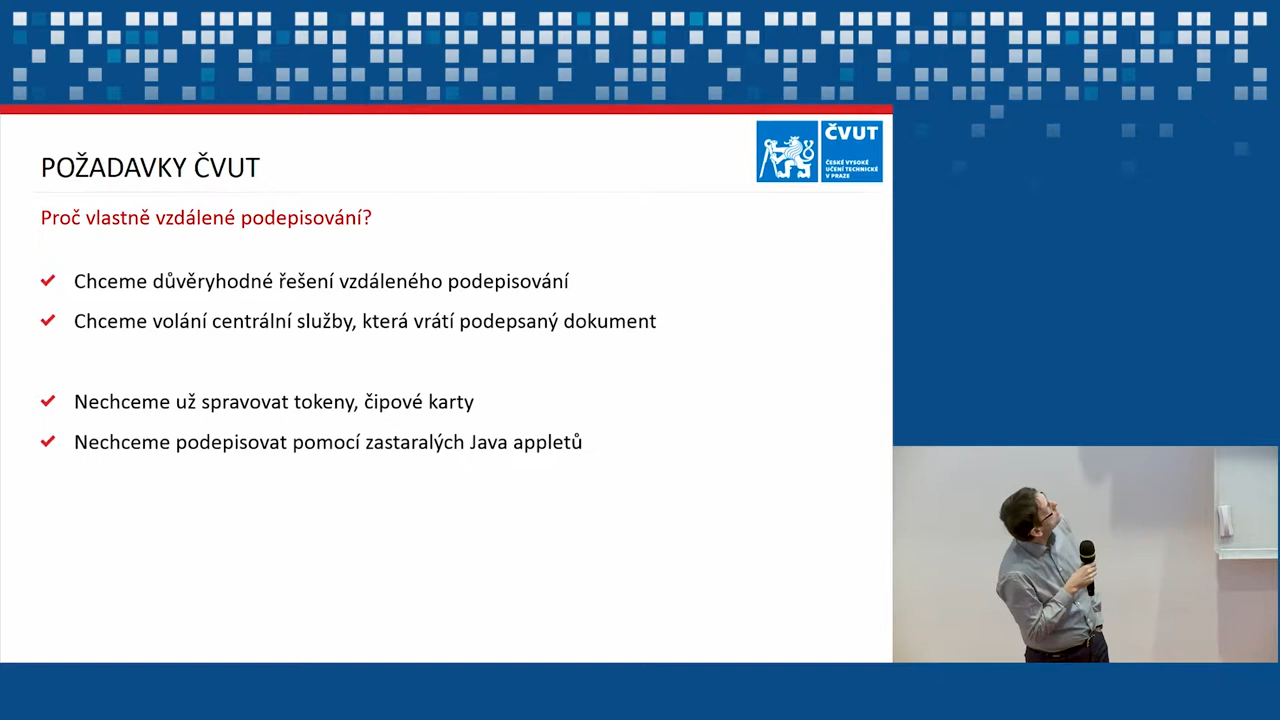 POŽADAVKY ČVUT
ČVUT
ČESKÉ VYSOKÉ
UČENÍ TECHNICKÉ
V PRAZE
Proč vlastně vzdálené podepisování?
Chceme důvěryhodné řešení vzdáleného podepisování
Chceme volání centrální služby, která vrátí podepsaný dokument
Nechceme už spravovat tokeny, čipové karty
Nechceme podepisovat pomocí zastaralých Java appletů